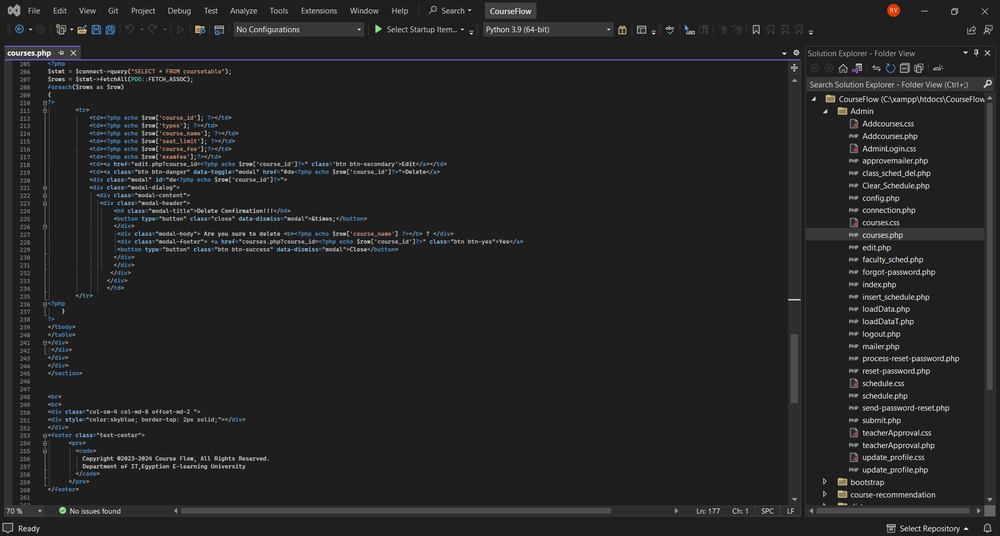 File Edit View Git Project Debug Test Analyze Tools Extensions Window Help Search CourseFlow RY
No Configurations Select Startup Item... Python 3.9 (64-bit) abc
courses.php
205 <?php
206 $stmt = $connect->query("SELECT * FROM coursetable");
207 $rows = $stmt->fetchAll(PDO::FETCH_ASSOC);
208 foreach($rows as $row)
209 {
210 ?>
211 <tr>
212 <td><?php echo $row['course_id']; ?></td>
213 <td><?php echo $row['types']; ?></td>
214 <td><?php echo $row['course_name']; ?></td>
215 <td><?php echo $row['seat_limit']; ?></td>
216 <td><?php echo $row['course_fee'];?></td>
217 <td><?php echo $row['examfee'];?></td>
218 <td><a href="edit.php?course_id=<?php echo $row['course_id']?>" class='btn btn-secondary'>Edit</a></td>
219 <td><a class="btn btn-danger" data-toggle="modal" href="#de<?php echo $row['course_id']?>">Delete</a>
220 <div class="modal" id="de<?php echo $row['course_id']?>">
221 <div class="modal-dialog">
222 <div class="modal-content">
223 <div class="modal-header">
224 <h4 class="modal-title">Delete Confirmation!!!</h4>
225 <button type="button" class="close" data-dismiss="modal">&times;</button>
226 </div>
227 <div class="modal-body"> Are you sure to delete <b><?php echo $row['course_name'] ?></b> ? </div>
228 <div class="modal-footer"> <a href="courses.php?course_id=<?php echo $row['course_id']?>" class="btn btn-yes">Yes</a>
229 <button type="button" class="btn btn-success" data-dismiss="modal">Close</button>
230 </div>
231 </div>
232 </div>
233 </div>
234 </td>
235 </tr>
236 <?php
237 }
238 ?>
239 </tbody>
240 </table>
241 </div>
242 </div>
243 </div>
244 </div>
245 </section>
246
247
248 <br>
249 <br>
250 <div class="col-sm-4 col-md-8 offset-md-2 ">
251 <div style="color:skyblue; border-top: 2px solid;"></div>
252 </div>
253 <footer class="text-center">
254 <pre>
255 <code>
256 Copyright ©2023-2024 Course Flow, All Rights Reserved.
257 Department of IT,Egyption E-learning University
258 </code>
259 </pre>
260 </footer>
261
70 % No issues found Ln: 177 Ch: 1 SPC LF
Solution Explorer - Folder View
Search Solution Explorer - Folder View (Ctrl+;)
CourseFlow (C:\xampp\htdocs\CourseFlow
Admin
Addcourses.css
PHP Addcourses.php
AdminLogin.css
PHP approvemailer.php
PHP class_sched_del.php
PHP Clear_Schedule.php
PHP config.php
PHP connection.php
courses.css
PHP courses.php
PHP edit.php
PHP faculty_sched.php
PHP forgot-password.php
PHP index.php
PHP insert_schedule.php
PHP loadData.php
PHP loadDataT.php
PHP logout.php
PHP mailer.php
PHP process-reset-password.php
PHP reset-password.php
schedule.css
PHP schedule.php
PHP send-password-reset.php
PHP submit.php
teacherApproval.css
PHP teacherApproval.php
update_profile.css
PHP update_profile.php
bootstrap
course-recommendation
Ready Select Repository